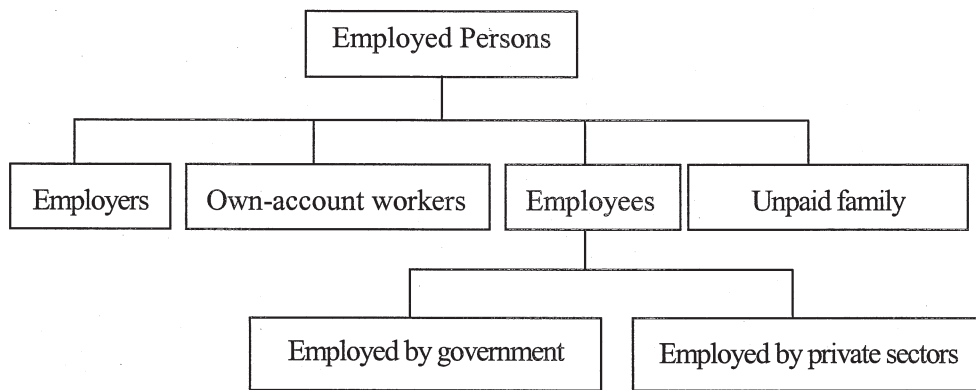 Employed Persons
Employers
Own-account workers
Employees
Unpaid family
Employed by government
Employed by private sectors